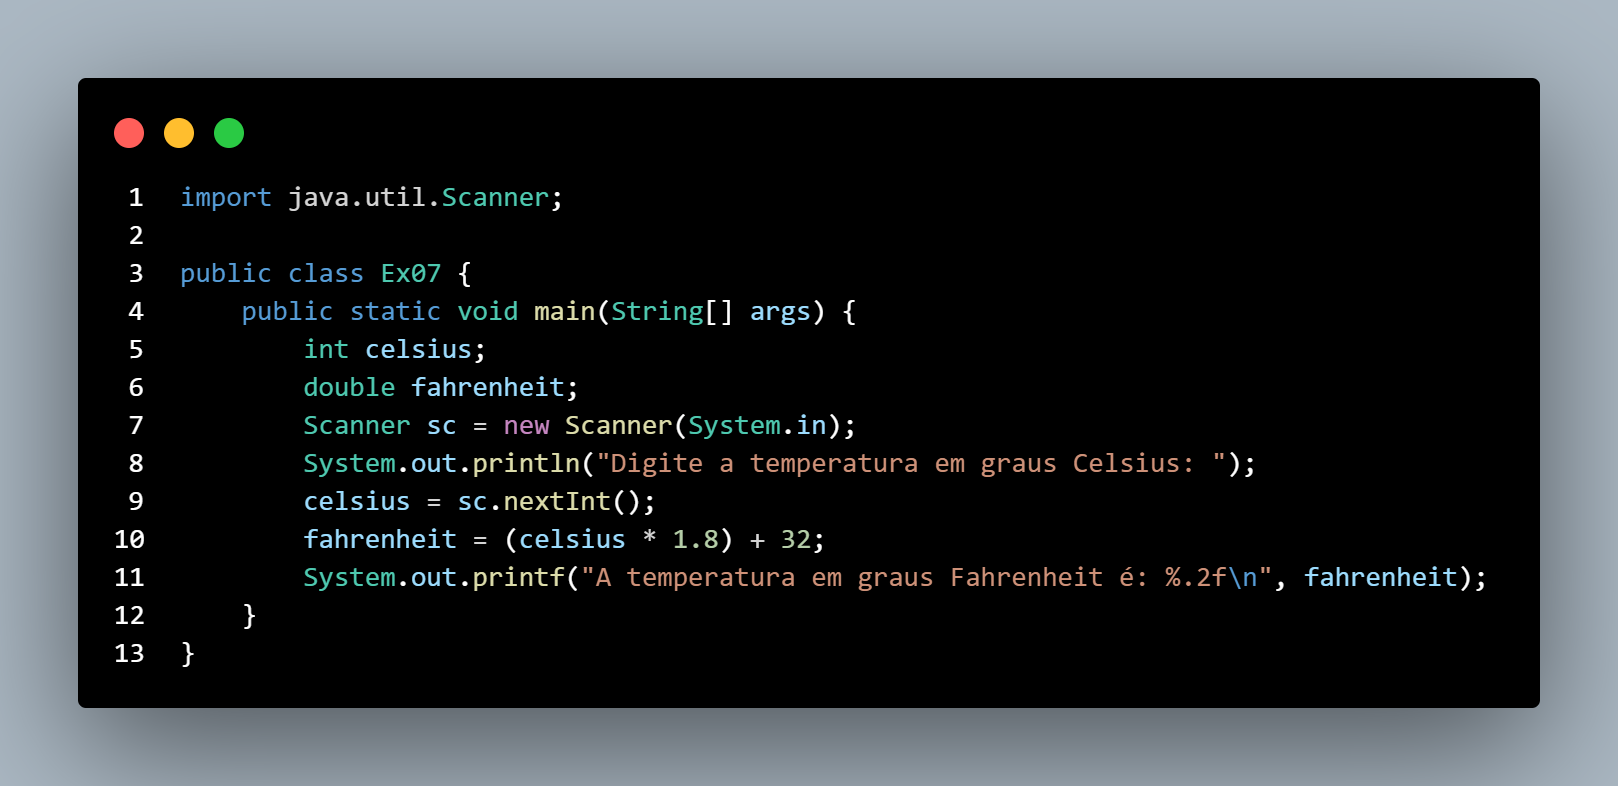 1 import java.util.Scanner;
2
3 public class Ex07 {
4     public static void main(String[] args) {
5         int celsius;
6         double fahrenheit;
7         Scanner sc = new Scanner(System.in);
8         System.out.println("Digite a temperatura em graus Celsius: ");
9         celsius = sc.nextInt();
10         fahrenheit = (celsius * 1.8) + 32;
11         System.out.printf("A temperatura em graus Fahrenheit é: %.2f\n", fahrenheit);
12     }
13 }